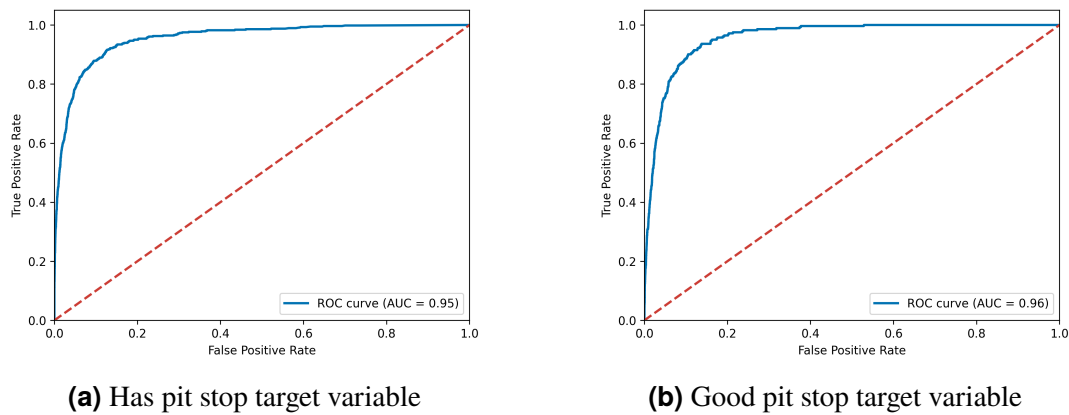 1.0
0.8
0.6
0.4
0.2
0.0
True Positive Rate
0.0 0.2 0.4 0.6 0.8 1.0
False Positive Rate
ROC curve (AUC = 0.95)
(a) Has pit stop target variable
1.0
0.8
0.6
0.4
0.2
0.0
True Positive Rate
0.0 0.2 0.4 0.6 0.8 1.0
False Positive Rate
ROC curve (AUC = 0.96)
(b) Good pit stop target variable